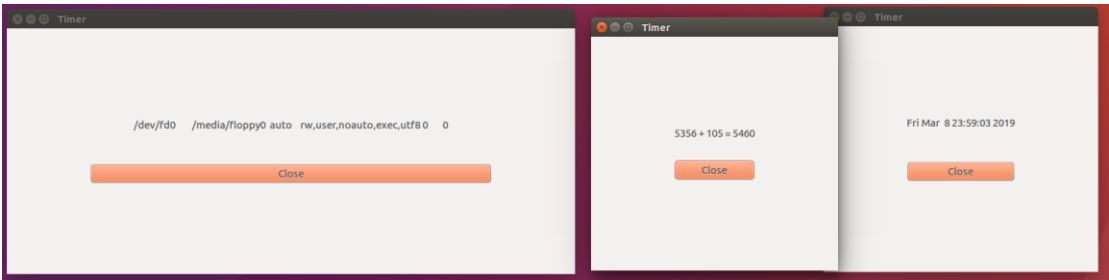 Timer
/dev/fd0 /media/floppy0 auto rw,user,noauto,exec,utf8 0 0
Close
Timer
5356 + 105 = 5460
Close
Timer
Fri Mar 8 23:59:03 2019
Close